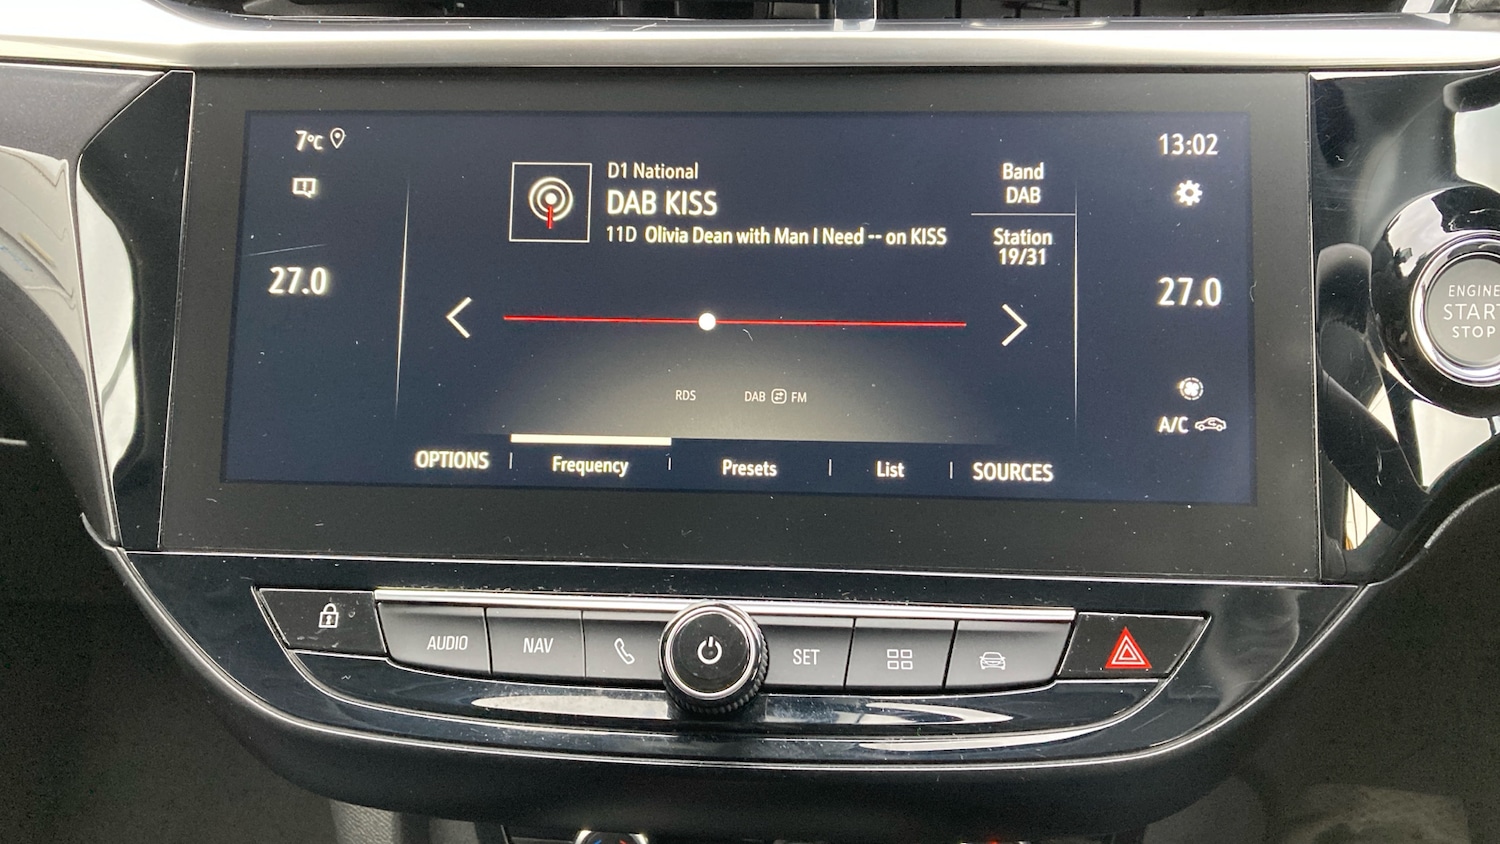 7°C
13:02
D1 National
DAB KISS
11D Olivia Dean with Man I Need -- on KISS
Band
DAB
Station
19/31
27.0
27.0
RDS
DAB FM
A/C
OPTIONS
Frequency
Presets
List
SOURCES
ENGINE
START
STOP
AUDIO
NAV
SET